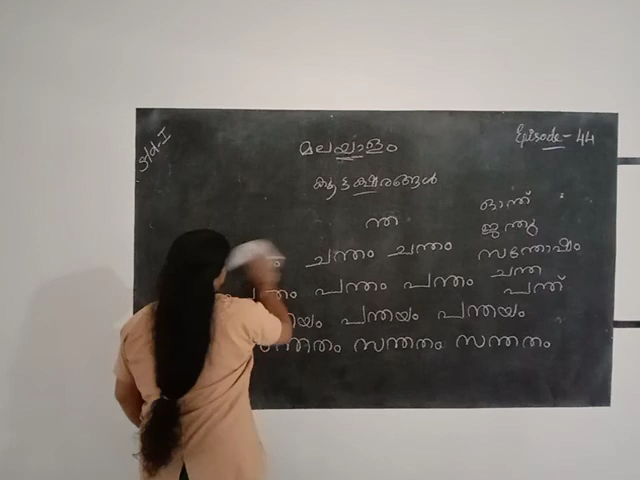 Std-I
Episode-44
മലയാളം
കൂട്ടക്ഷരങ്ങൾ
ന്ത
ഓന്ത്
ജന്തു
സന്തോഷം
ചന്ത
പന്ത്
ചന്തം ചന്തം
പന്തം പന്തം
പന്തയം പന്തയം
സന്തതം സന്തതം